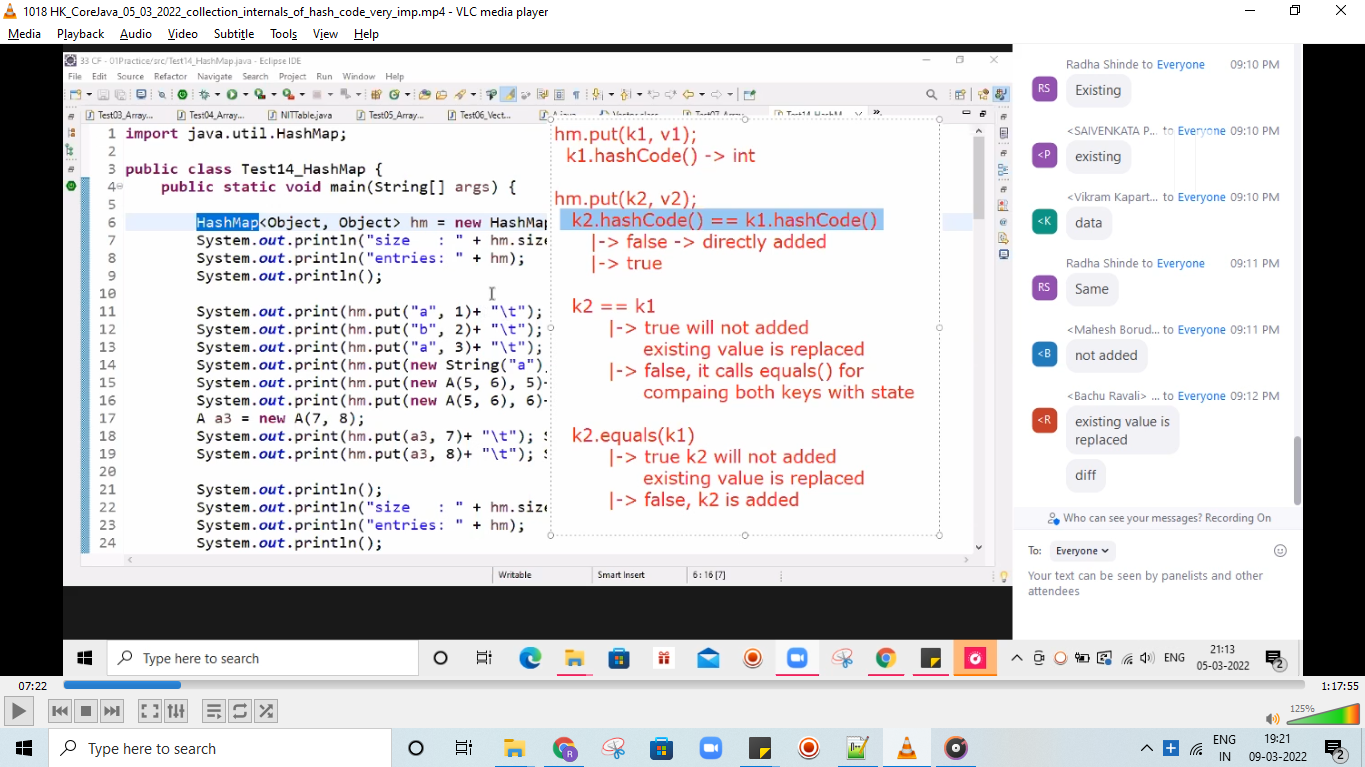 1018 HK_CoreJava_05_03_2022_collection_internals_of_hash_code_very_imp.mp4 - VLC media player
Media Playback Audio Video Subtitle Tools View Help
33 CF - 01Practice/src/Test14_HashMap.java - Eclipse IDE
File Edit Source Refactor Navigate Search Project Run Window Help
Test03_Array... Test04_Array... NITTable.java Test05_Array... Test06_Vect...
1 import java.util.HashMap;
2
3 public class Test14_HashMap {
4 public static void main(String[] args) {
5
6 HashMap<Object, Object> hm = new HashMap
7 System.out.println("size : " + hm.size
8 System.out.println("entries: " + hm);
9 System.out.println();
10
11 System.out.print(hm.put("a", 1)+ "\t");
12 System.out.print(hm.put("b", 2)+ "\t");
13 System.out.print(hm.put("a", 3)+ "\t");
14 System.out.print(hm.put(new String("a")
15 System.out.print(hm.put(new A(5, 6), 5)
16 System.out.print(hm.put(new A(5, 6), 6)
17 A a3 = new A(7, 8);
18 System.out.print(hm.put(a3, 7)+ "\t");
19 System.out.print(hm.put(a3, 8)+ "\t");
20
21 System.out.println();
22 System.out.println("size : " + hm.size
23 System.out.println("entries: " + hm);
24 System.out.println();
hm.put(k1, v1);
k1.hashCode() -> int
hm.put(k2, v2);
k2.hashCode() == k1.hashCode()
|-> false -> directly added
|-> true
k2 == k1
|-> true will not added
existing value is replaced
|-> false, it calls equals() for
compaing both keys with state
k2.equals(k1)
|-> true k2 will not added
existing value is replaced
|-> false, k2 is added
Writable Smart Insert 6:16 [7]
Radha Shinde to Everyone 09:10 PM
RS Existing
<SAIVENKATA P... to Everyone 09:10 PM
<P existing
<Vikram Kapart... to Everyone 09:10 PM
<K data
Radha Shinde to Everyone 09:11 PM
RS Same
<Mahesh Borud... to Everyone 09:11 PM
<B not added
<Bachu Ravali> ... to Everyone 09:12 PM
<R existing value is
replaced
diff
Who can see your messages? Recording On
To: Everyone
Your text can be seen by panelists and other
attendees
Type here to search
ENG
21:13
05-03-2022
2
07:22 1:17:55
125%
Type here to search
ENG
IN
19:21
09-03-2022
2